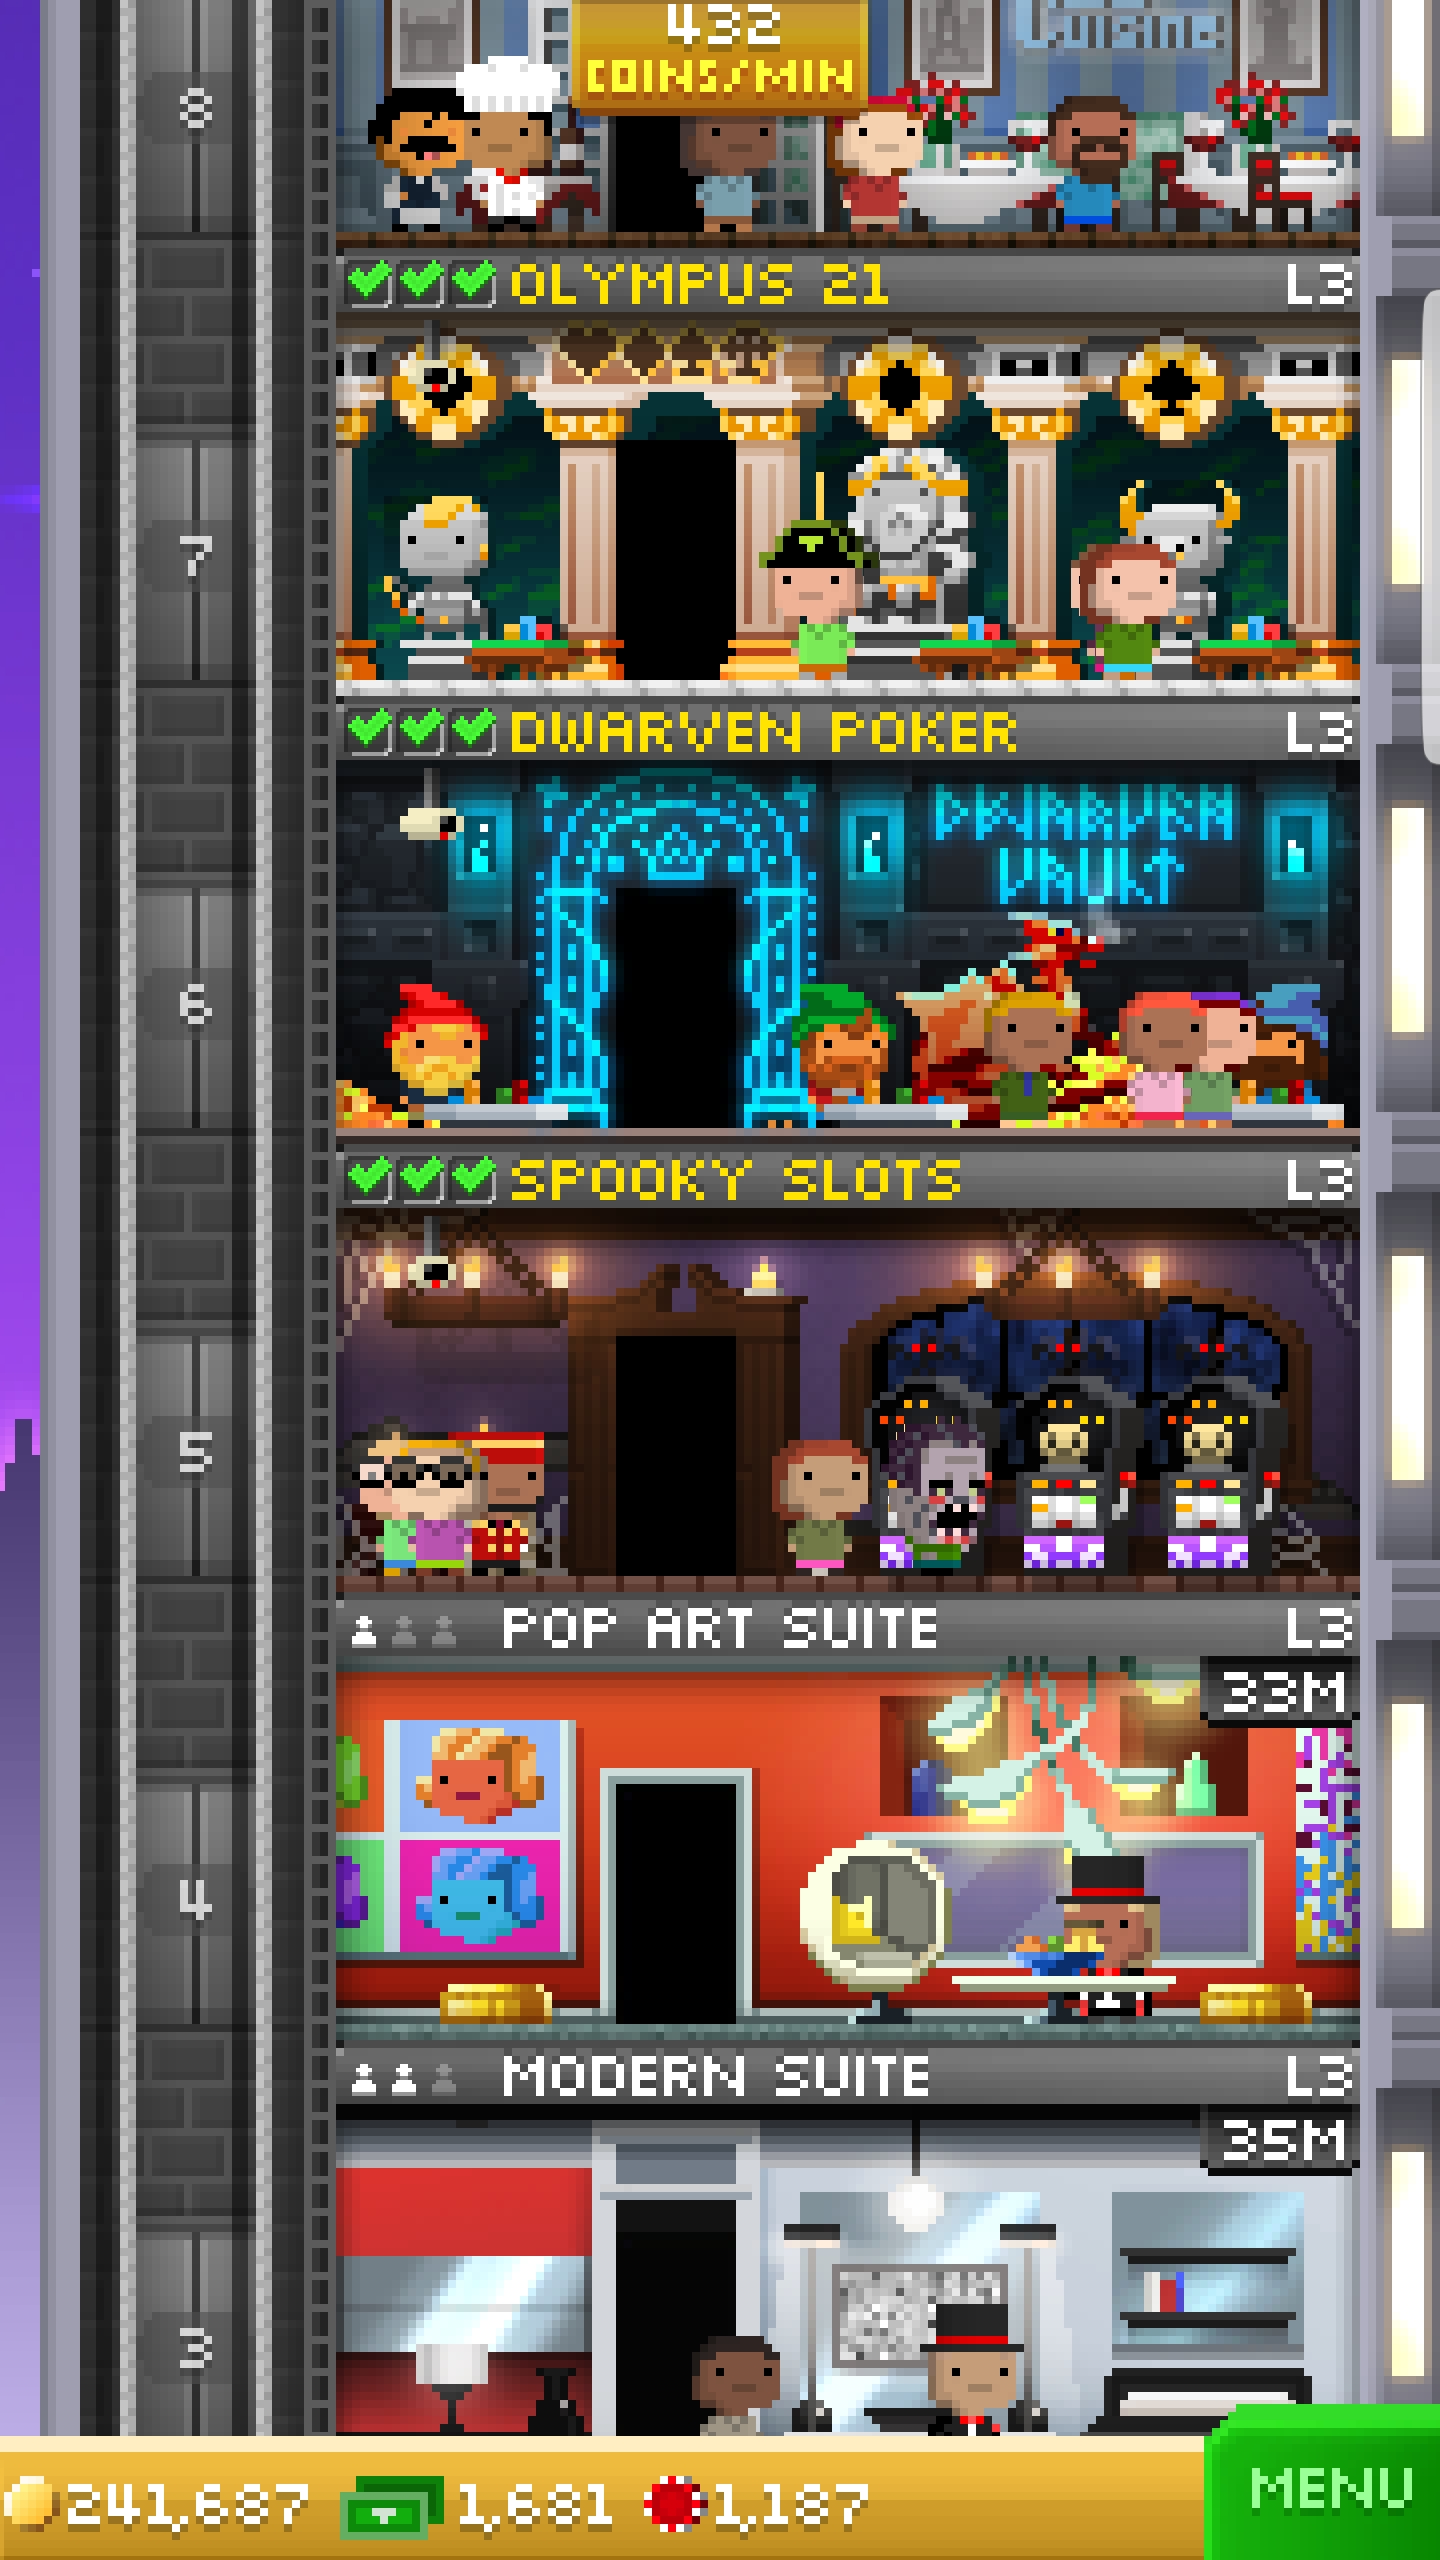 432
COINS/MIN
Cuisine
8
OLYMPUS 21 L3
7
DWARVEN POKER L3
DWARVEN
VAULT
6
SPOOKY SLOTS L3
5
POP ART SUITE L3
33M
4
MODERN SUITE L3
35M
3
241,687 1,681 1,187
MENU